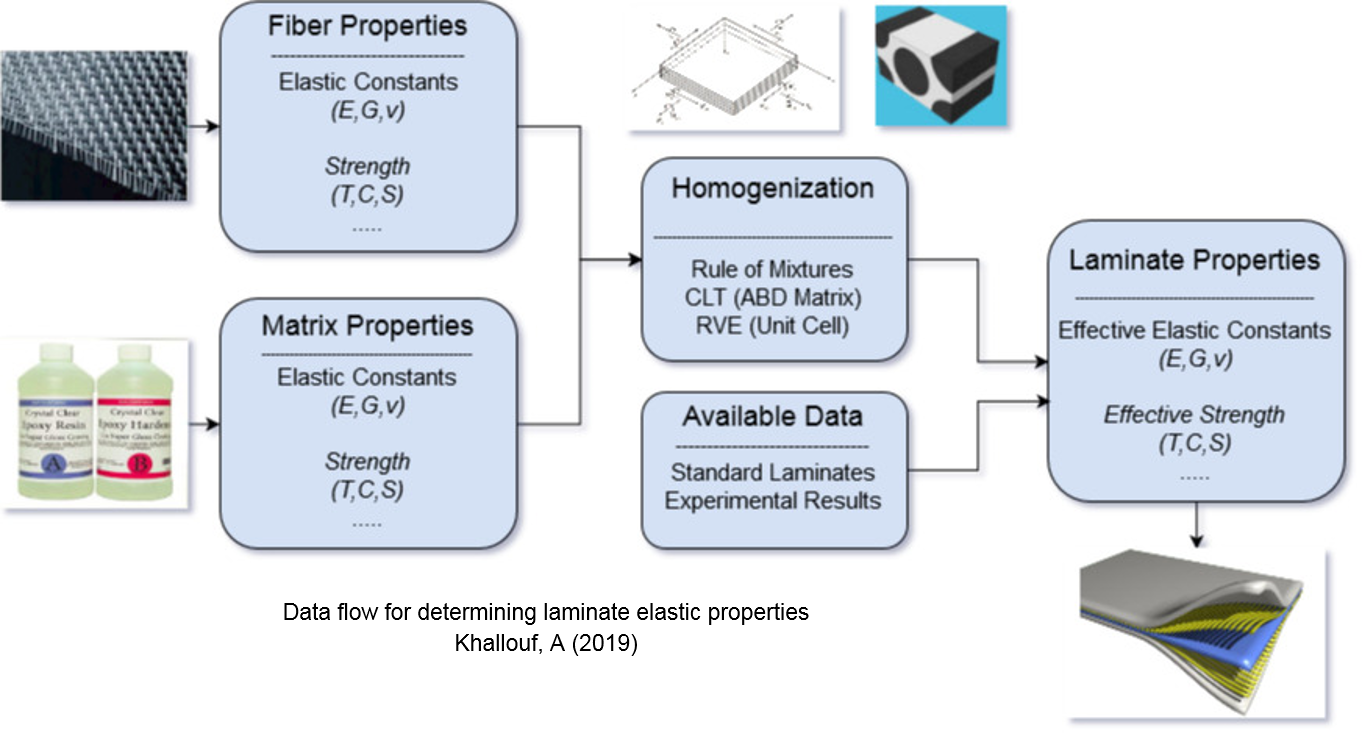 Fiber Properties
Elastic Constants
(E,G,v)
Strength
(T,C,S)
.....
Matrix Properties
Elastic Constants
(E,G,v)
Strength
(T,C,S)
.....
Crystal Clear
Epoxy Resin
A
Crystal Clear
Epoxy Harden
B
Homogenization
Rule of Mixtures
CLT (ABD Matrix)
RVE (Unit Cell)
Available Data
Standard Laminates
Experimental Results
Laminate Properties
Effective Elastic Constants
(E,G,v)
Effective Strength
(T,C,S)
.....
Data flow for determining laminate elastic properties
Khallouf, A (2019)